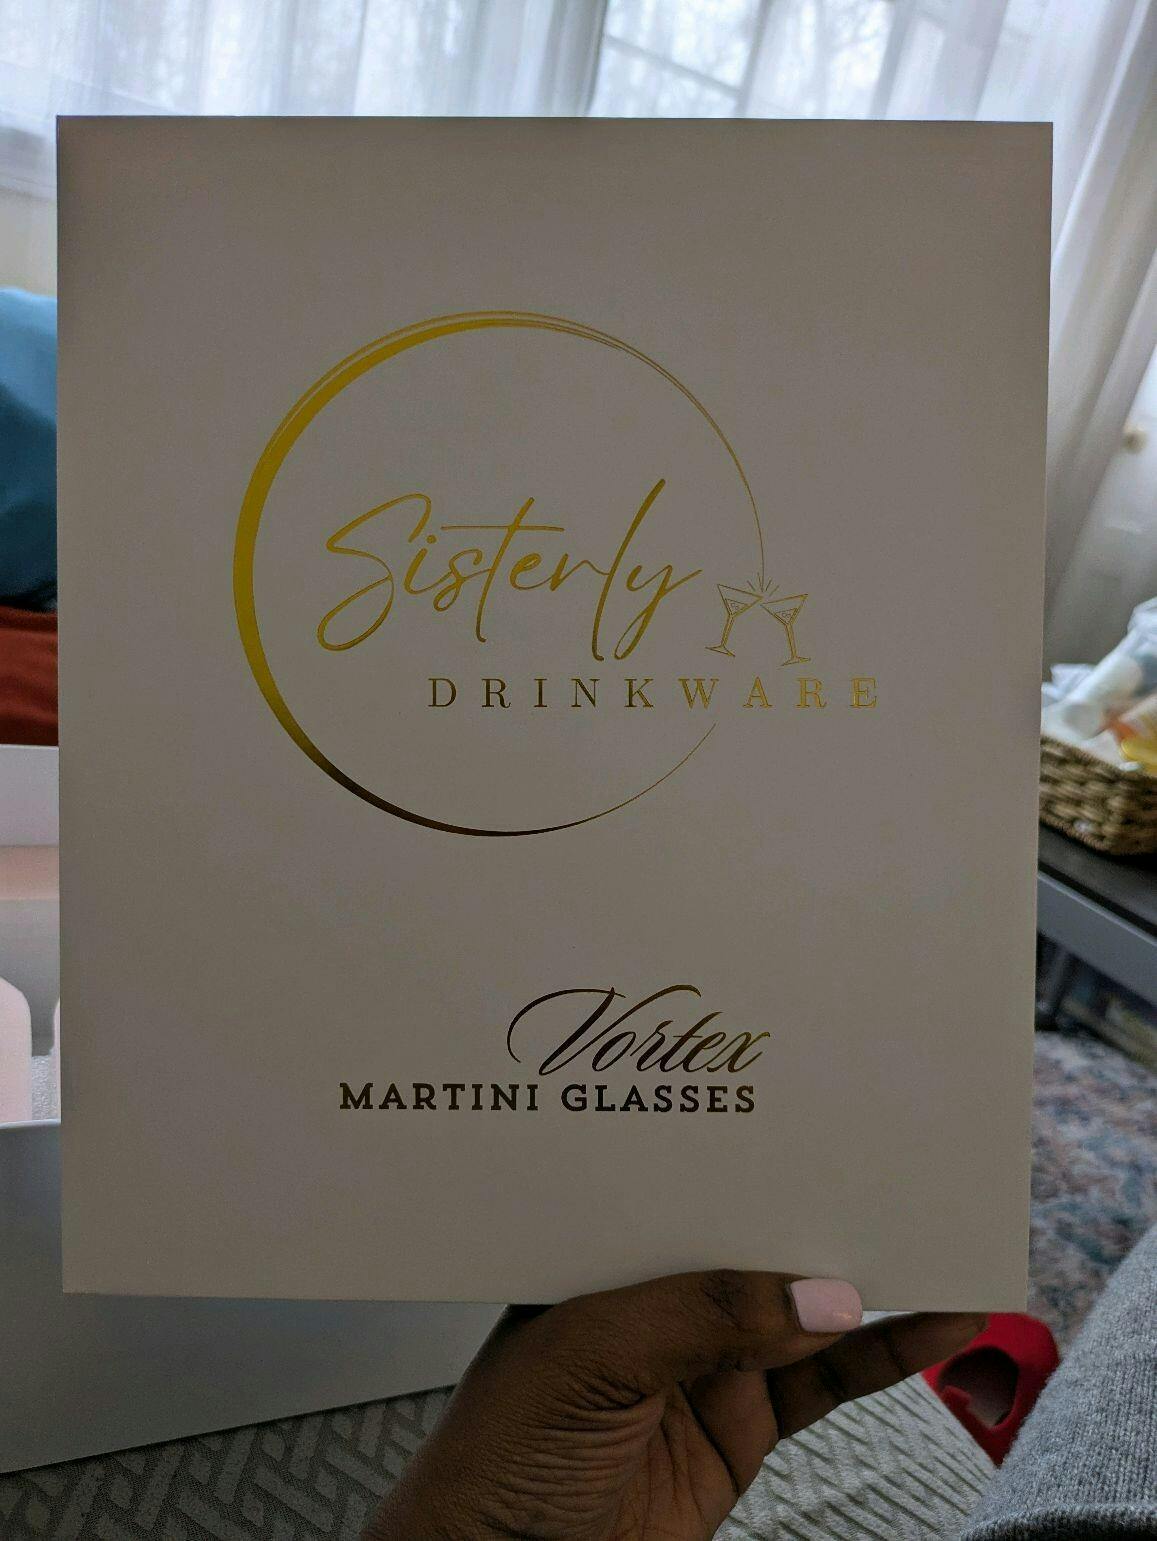 Sisterly
DRINKWARE
Vortex
MARTINI GLASSES